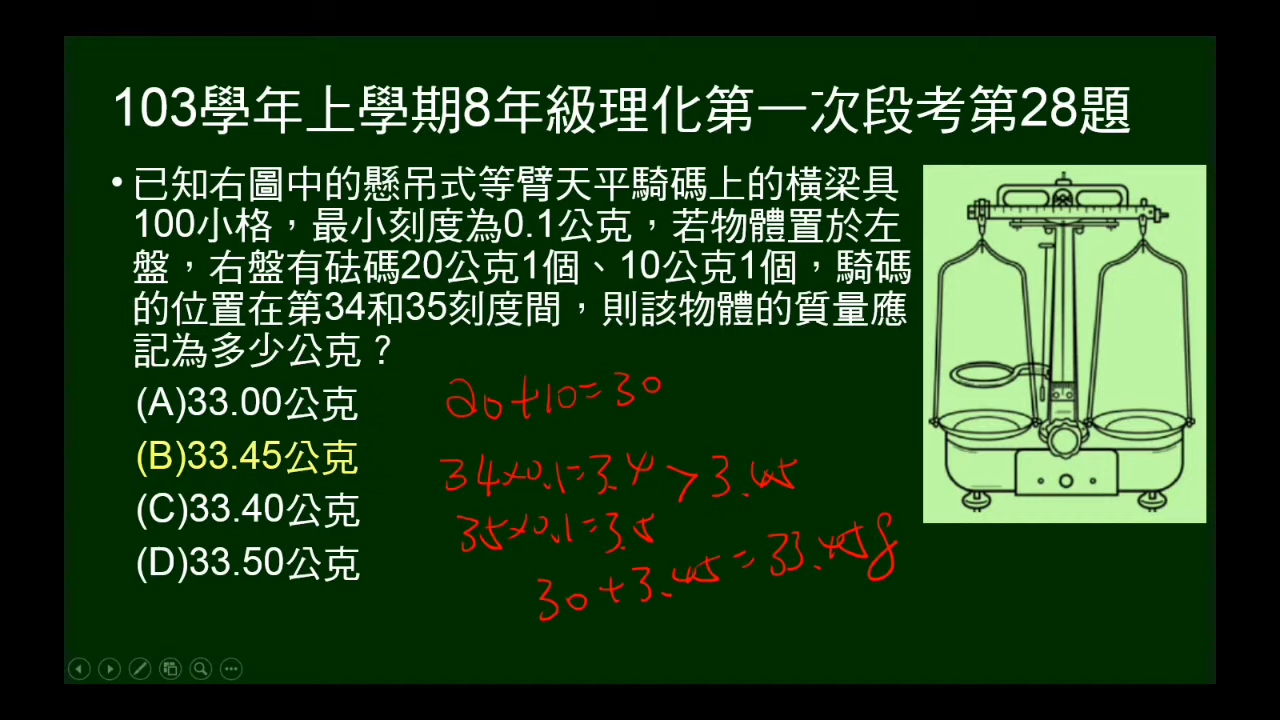 103學年上學期8年級理化第一次段考第28題
• 已知右圖中的懸吊式等臂天平騎碼上的橫梁具
100小格，最小刻度為0.1公克，若物體置於左
盤，右盤有砝碼20公克1個、10公克1個，騎碼
的位置在第34和35刻度間，則該物體的質量應
記為多少公克？
(A)33.00公克
(B)33.45公克
(C)33.40公克
(D)33.50公克
20+10=30
34×0.1=3.4 > 3.45
35×0.1=3.5
30+3.45=33.45g